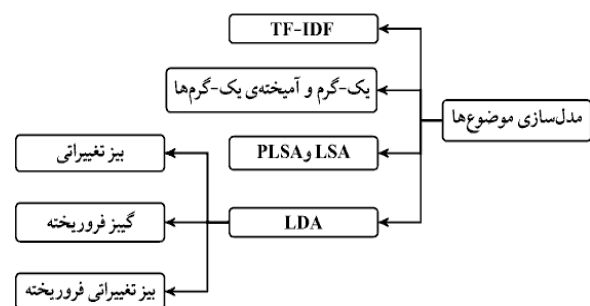 مدل‌سازی موضوع‌ها
TF-IDF
یک-گرم و آمیخته‌ی یک-گرم‌ها
LSA و PLSA
LDA
بیز تغییراتی
گیبز فروریخته
بیز تغییراتی فروریخته